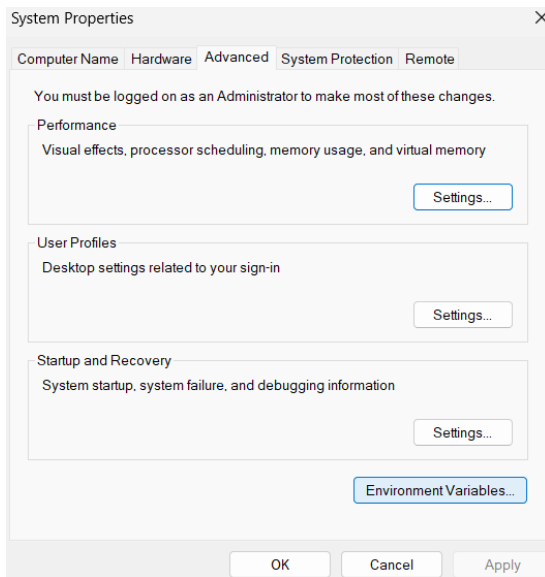 System Properties
Computer Name Hardware Advanced System Protection Remote
You must be logged on as an Administrator to make most of these changes.
Performance
Visual effects, processor scheduling, memory usage, and virtual memory
Settings...
User Profiles
Desktop settings related to your sign-in
Settings...
Startup and Recovery
System startup, system failure, and debugging information
Settings...
Environment Variables...
OK Cancel Apply